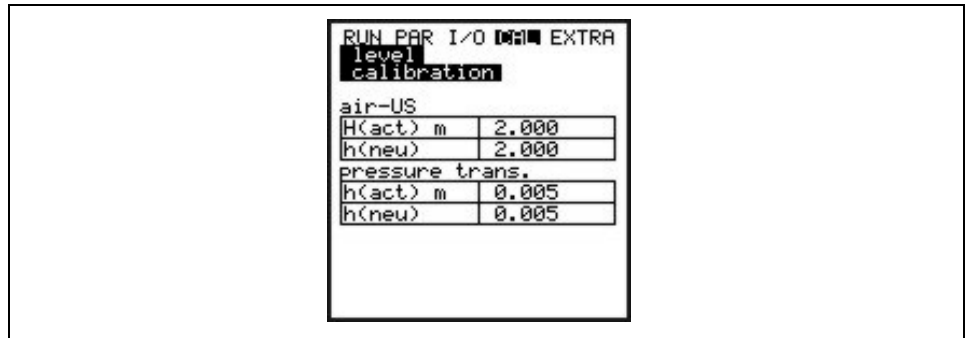 RUN PAR I/O CAL EXTRA
level
calibration
air-US
H(act) m 2.000
h(neu) 2.000
pressure trans.
h(act) m 0.005
h(neu) 0.005